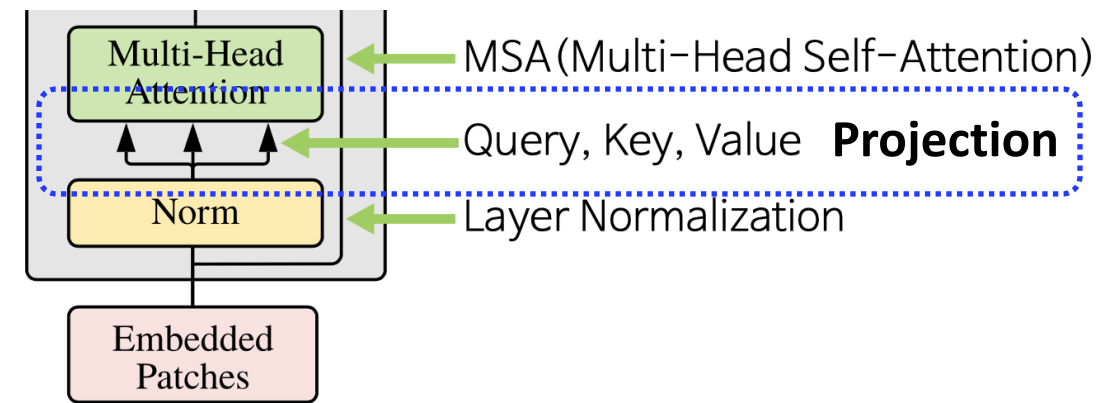 Multi-Head
Attention
MSA(Multi-Head Self-Attention)
Query, Key, Value Projection
Norm
Layer Normalization
Embedded
Patches